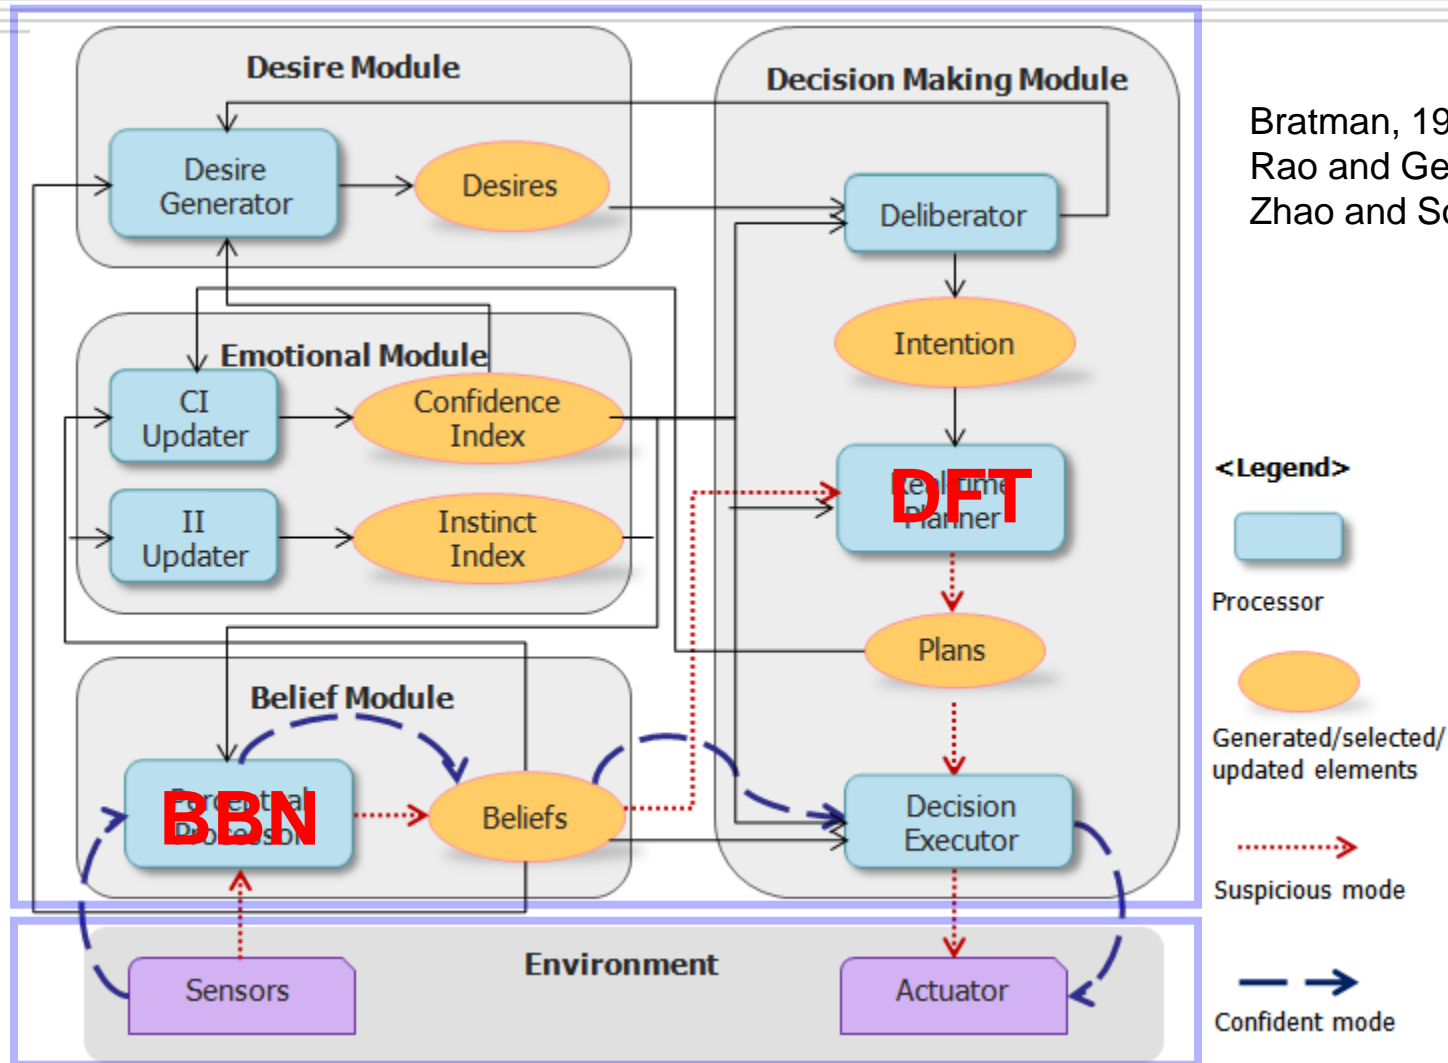 Desire Module
Desire
Generator
Desires
Decision Making Module
Deliberator
Intention
DFT
Planner
Plans
Decision
Executor
Emotional Module
CI
Updater
Confidence
Index
II
Updater
Instinct
Index
Belief Module
BBN
Beliefs
Environment
Sensors
Actuator
Bratman, 19
Rao and Ge
Zhao and
<Legend>
Processor
Generated/selected/
updated elements
Suspicious mode
Confident mode